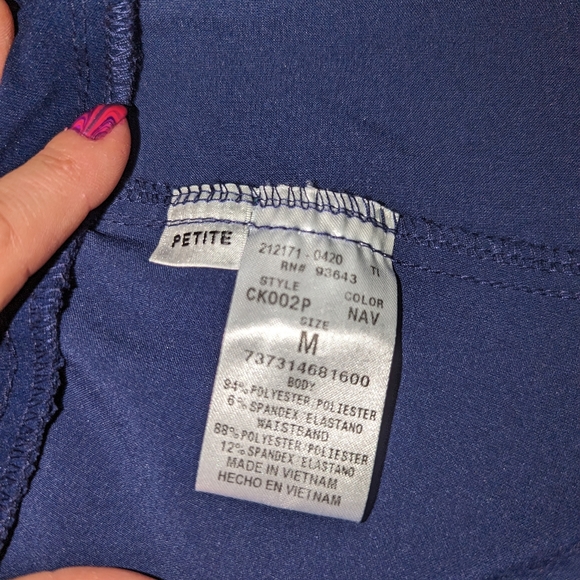 PETITE
212171 - 0420 TI
RN# 93643
STYLE COLOR
CK002P NAV
SIZE
M
737314681600
BODY
94% POLYESTER/POLIESTER
6% SPANDEX/ELASTANO
WAISTBAND
88% POLYESTER/POLIESTER
12% SPANDEX/ELASTANO
MADE IN VIETNAM
HECHO EN VIETNAM